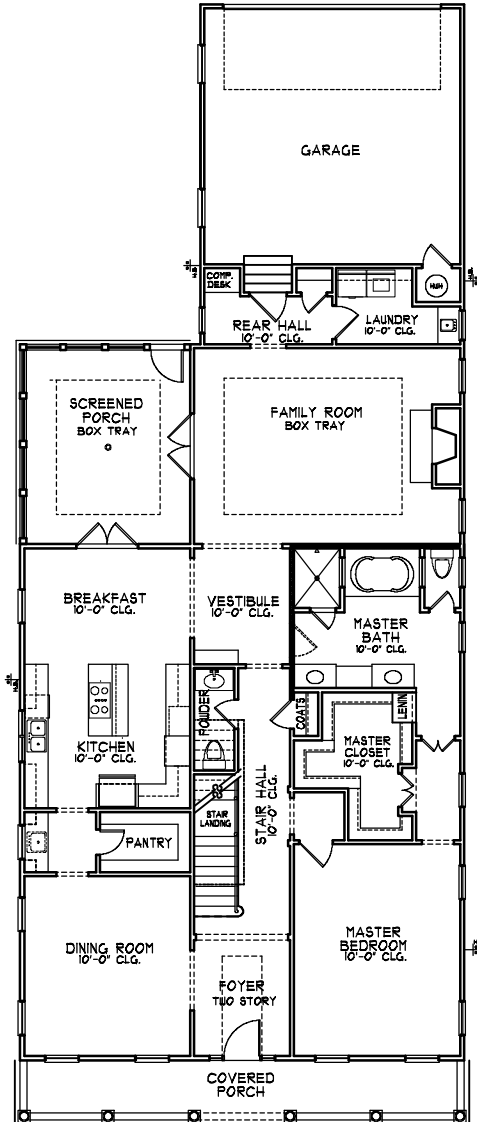 GARAGE
COMP.
DESK
HWH
REAR HALL
10'-0" CLG.
LAUNDRY
10'-0" CLG.
SCREENED
PORCH
BOX TRAY
FAMILY ROOM
BOX TRAY
BREAKFAST
10'-0" CLG.
VESTIBULE
10'-0" CLG.
MASTER
BATH
10'-0" CLG.
POWDER
COATS
LENIN
KITCHEN
10'-0" CLG.
MASTER
CLOSET
10'-0" CLG.
STAIR
LANDING
STAIR HALL
10'-0" CLG.
PANTRY
DINING ROOM
10'-0" CLG.
MASTER
BEDROOM
10'-0" CLG.
FOYER
TWO STORY
COVERED
PORCH